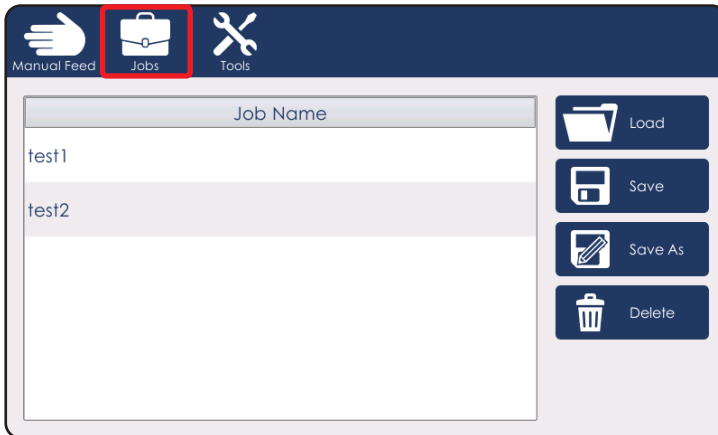 Manual Feed Jobs Tools
Job Name
test1
test2
Load
Save
Save As
Delete